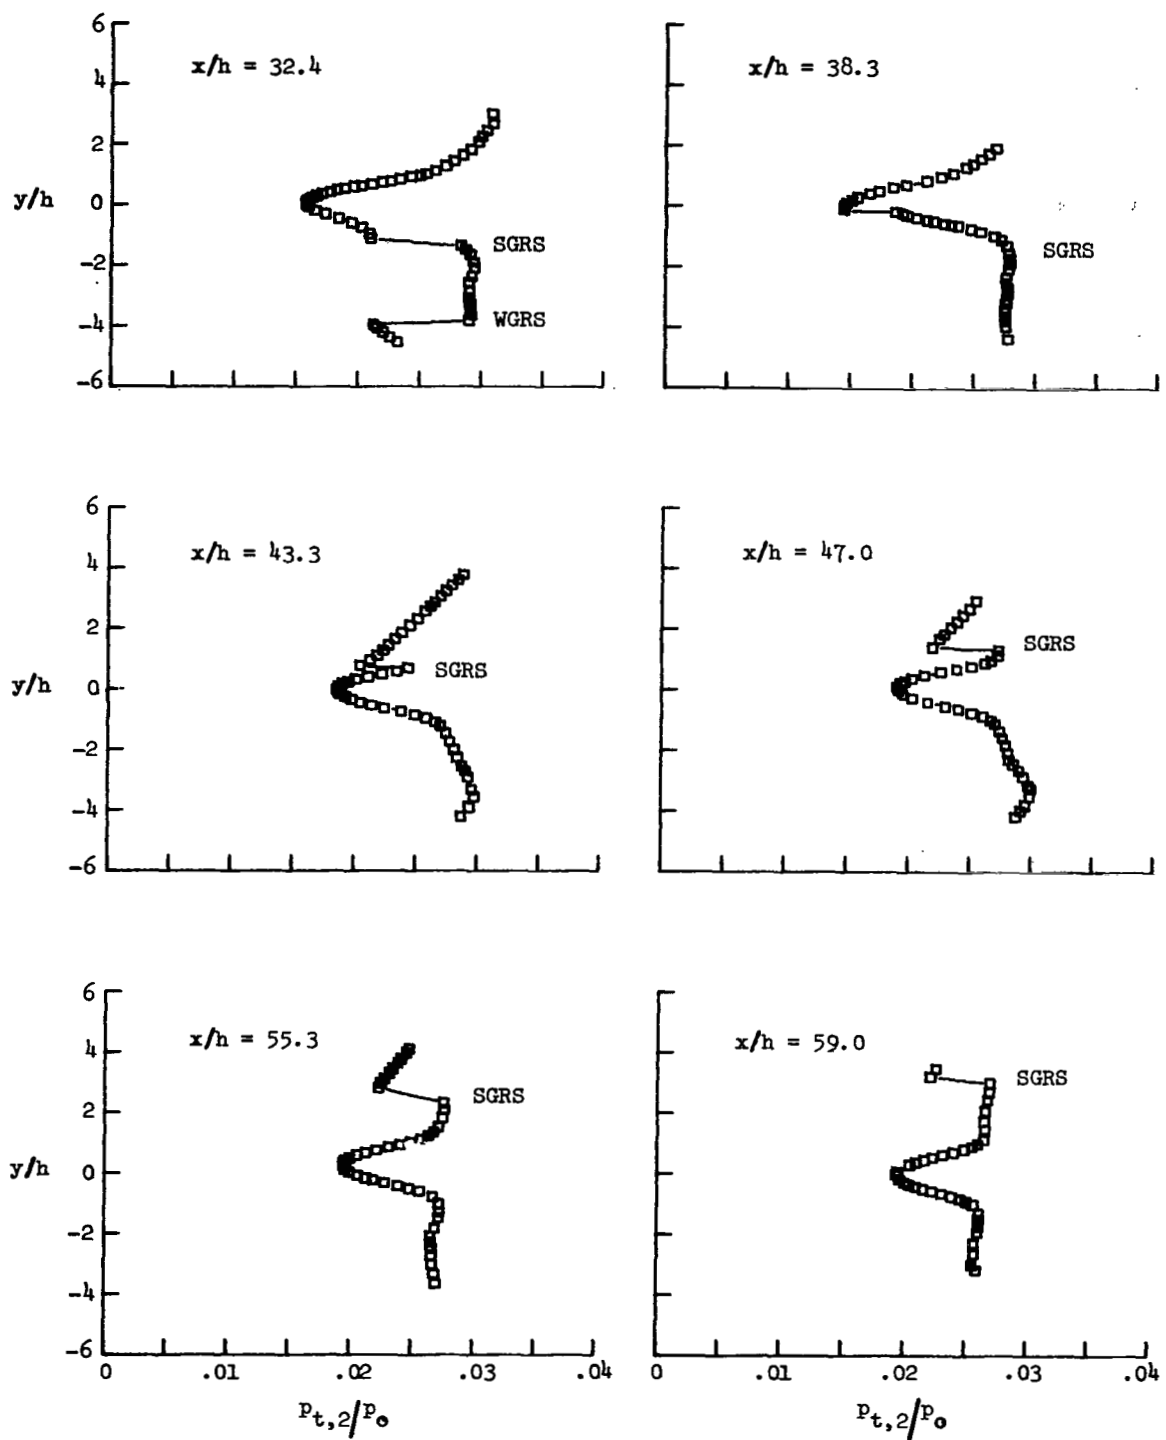 6
x/h = 32.4
x/h = 38.3
4
2
y/h
0
SGRS
SGRS
-2
WGRS
-4
-6
6
x/h = 43.3
x/h = 47.0
4
2
SGRS
SGRS
y/h
0
-2
-4
-6
6
x/h = 55.3
x/h = 59.0
4
SGRS
SGRS
2
y/h
0
-2
-4
-6
0 .01 .02 .03 .04 0 .01 .02 .03 .04
pt,2/po pt,2/po